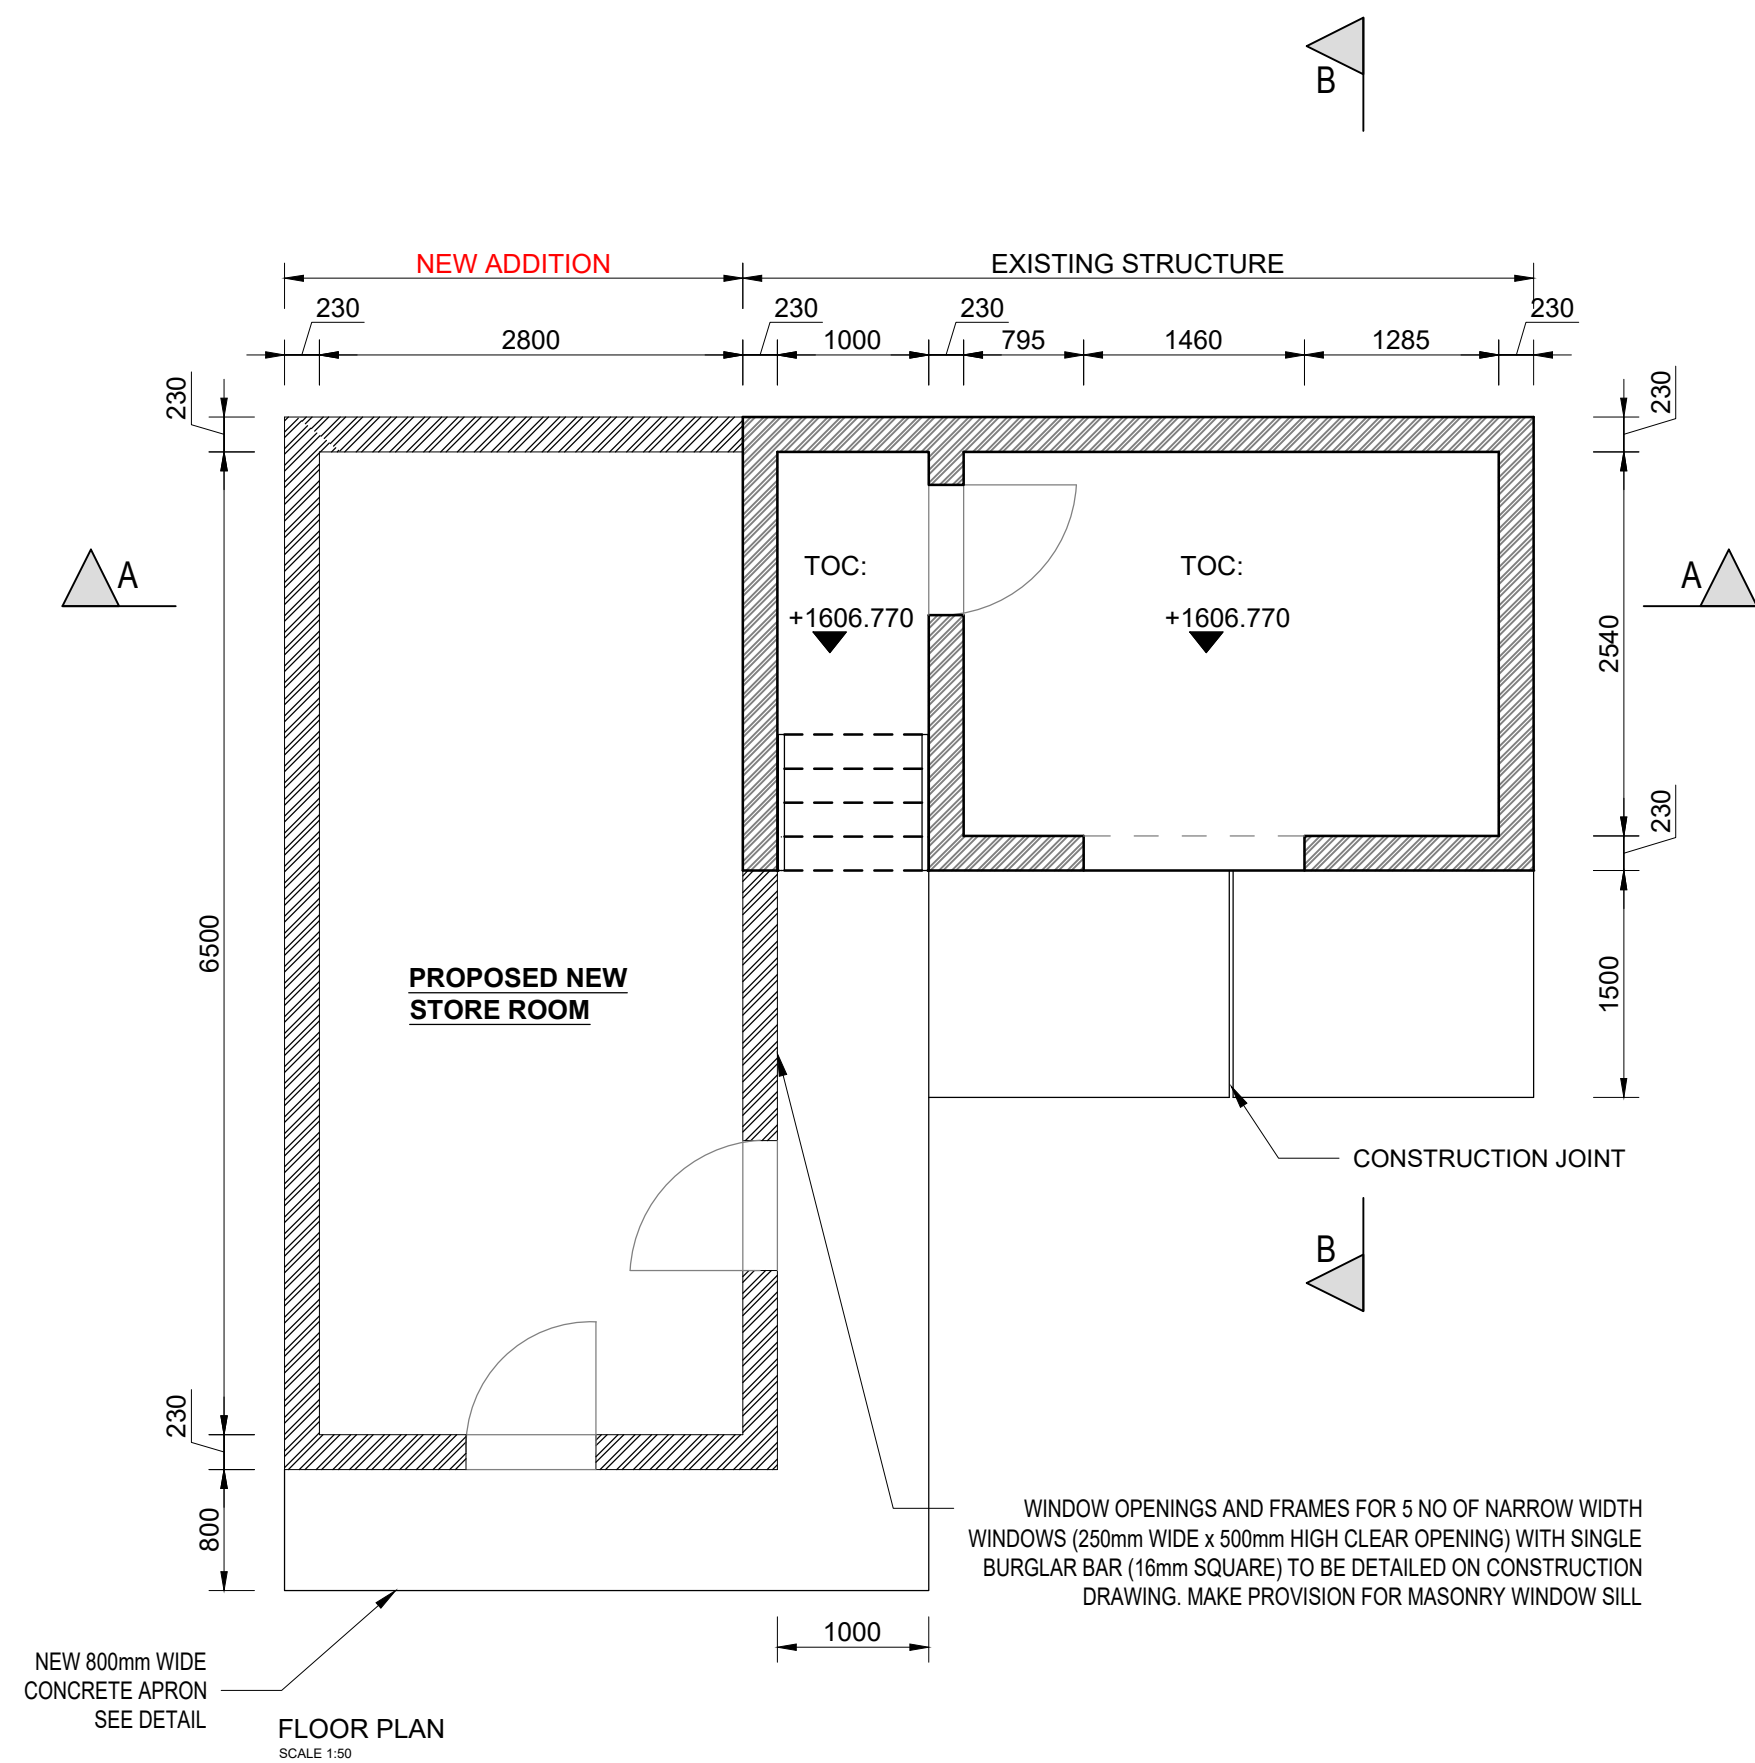 B
NEW ADDITION
EXISTING STRUCTURE
230
230
230
230
2800
1000
795
1460
1285
230
230
A
A
TOC:
+1606.770
TOC:
+1606.770
2540
230
6500
1500
PROPOSED NEW
STORE ROOM
CONSTRUCTION JOINT
B
230
800
WINDOW OPENINGS AND FRAMES FOR 5 NO OF NARROW WIDTH
WINDOWS (250mm WIDE x 500mm HIGH CLEAR OPENING) WITH SINGLE
BURGLAR BAR (16mm SQUARE) TO BE DETAILED ON CONSTRUCTION
DRAWING. MAKE PROVISION FOR MASONRY WINDOW SILL
1000
NEW 800mm WIDE
CONCRETE APRON
SEE DETAIL
FLOOR PLAN
SCALE 1:50